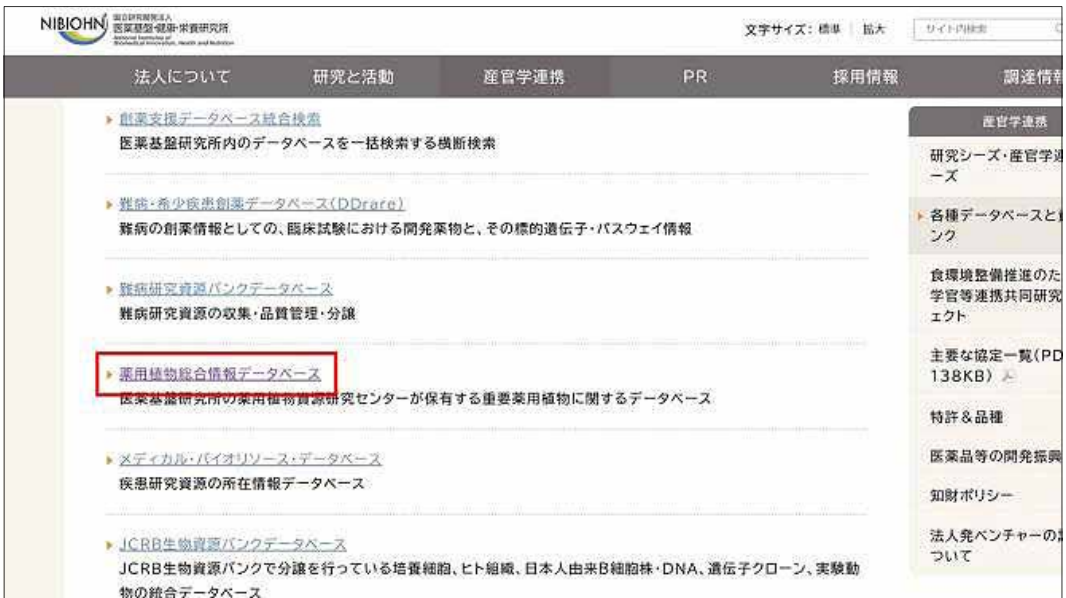 NIBIOHN
国立研究開発法人
医薬基盤・健康・栄養研究所
National Institutes of
Biomedical Innovation, Health and Nutrition
文字サイズ: 標準 拡大
サイト内検索
法人について 研究と活動 産官学連携 PR 採用情報 調達情報
創薬支援データベース統合検索
医薬基盤研究所内のデータベースを一括検索する横断検索
難病・希少疾患創薬データベース(DDrare)
難病の創薬情報としての、臨床試験における開発薬物と、その標的遺伝子・パスウェイ情報
難病研究資源バンクデータベース
難病研究資源の収集・品質管理・分譲
薬用植物総合情報データベース
医薬基盤研究所の薬用植物資源研究センターが保有する重要薬用植物に関するデータベース
メディカル・バイオリソース・データベース
疾患研究資源の所在情報データベース
JCRB生物資源バンクデータベース
JCRB生物資源バンクで分譲を行っている培養細胞、ヒト組織、日本人由来B細胞株・DNA、遺伝子クローン、実験動
物の統合データベース
産官学連携
研究シーズ・産官学連
ーズ
各種データベースと
ンク
食環境整備推進のた
学官等連携共同研究
ェクト
主要な協定一覧(PD
138KB)
特許&品種
医薬品等の開発振興
知財ポリシー
法人発ベンチャーの
ついて